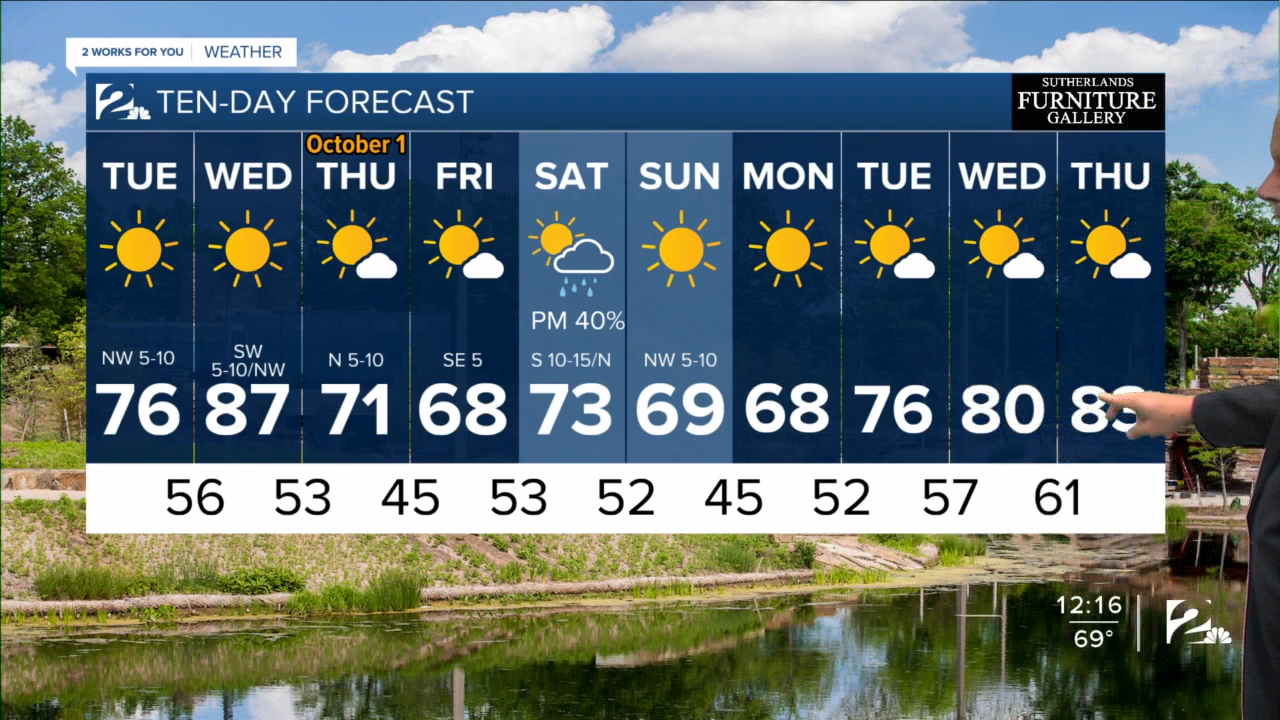 2 WORKS FOR YOU | WEATHER
2 TEN-DAY FORECAST
SUTHERLANDS
FURNITURE
GALLERY
October 1
TUE WED THU FRI SAT SUN MON TUE WED THU
PM 40%
NW 5-10 SW 5-10/NW N 5-10 SE 5 S 10-15/N NW 5-10
76 87 71 68 73 69 68 76 80 83
56 53 45 53 52 45 52 57 61
12:16
69°
2